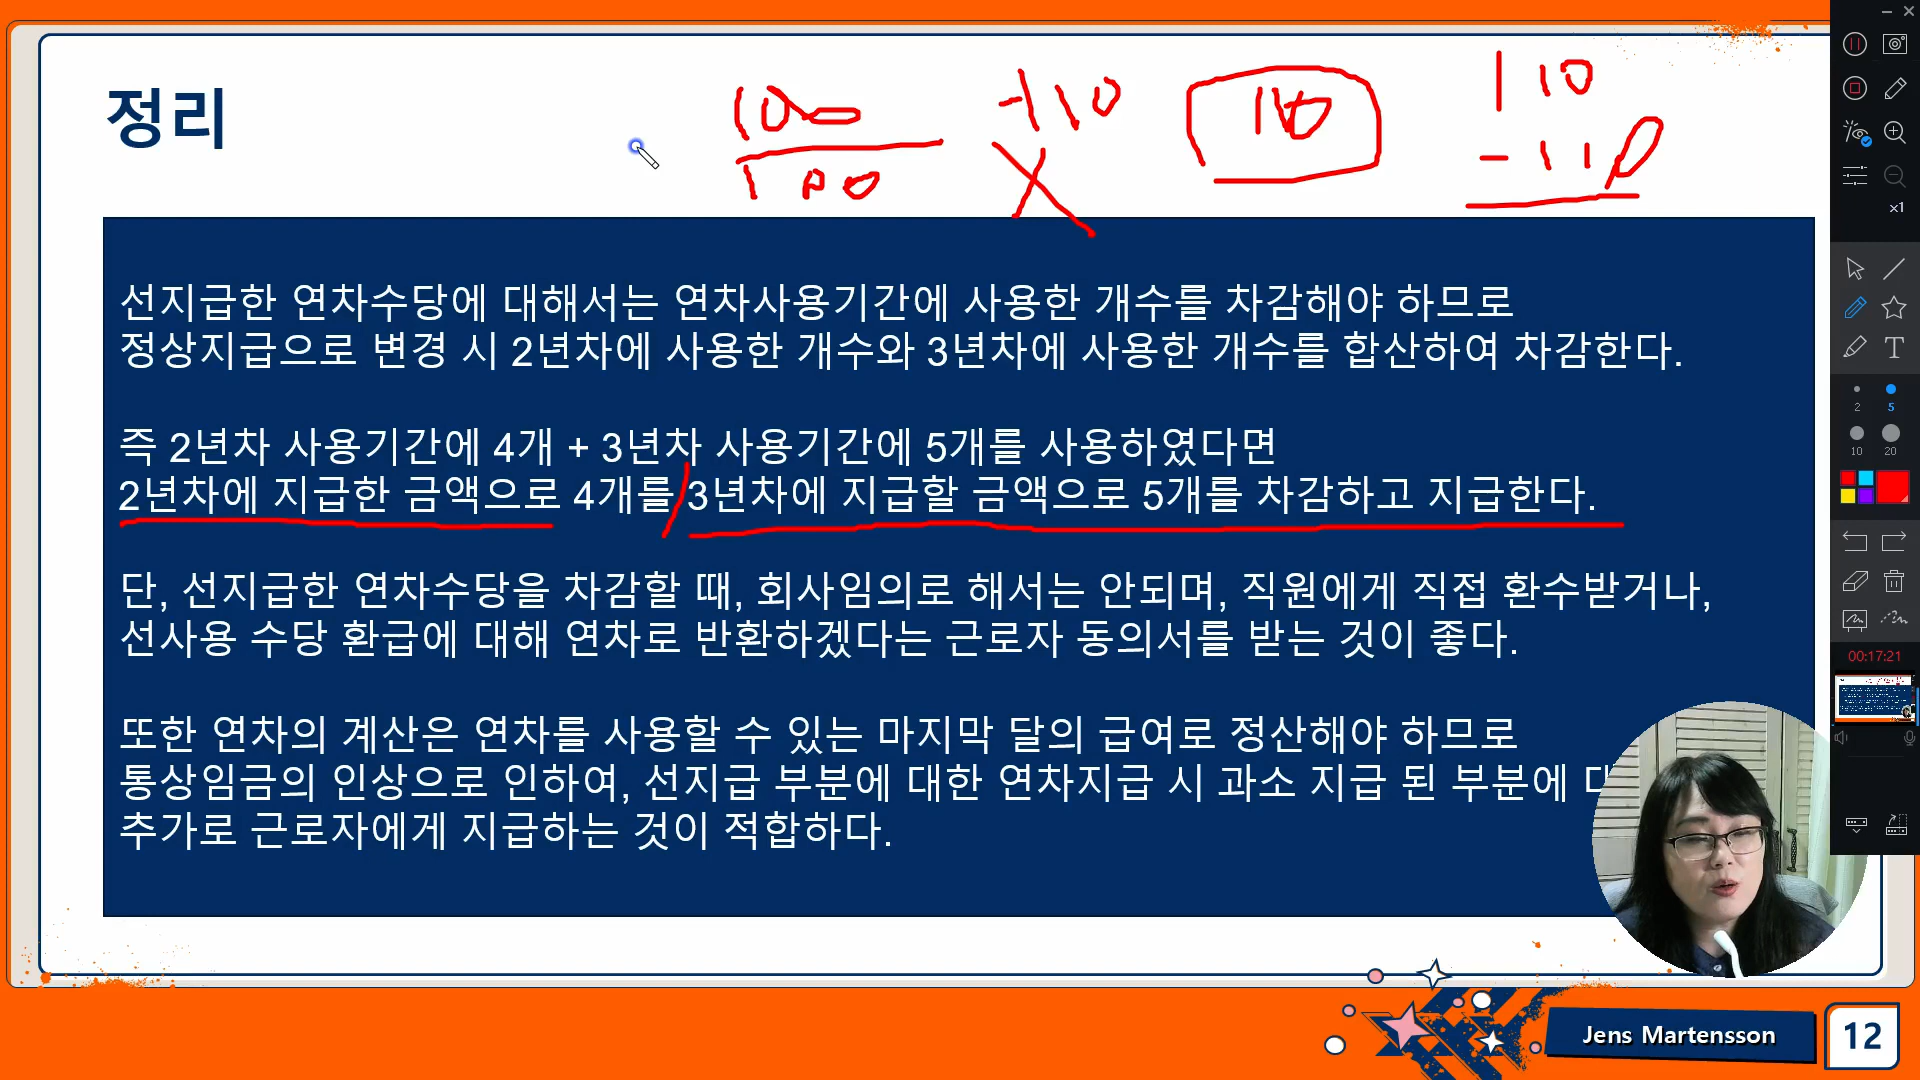 정리
100
100
110
10
110
- 110
선지급한 연차수당에 대해서는 연차사용기간에 사용한 개수를 차감해야 하므로
정상지급으로 변경 시 2년차에 사용한 개수와 3년차에 사용한 개수를 합산하여 차감한다.
즉 2년차 사용기간에 4개 + 3년차 사용기간에 5개를 사용하였다면
2년차에 지급한 금액으로 4개를 3년차에 지급할 금액으로 5개를 차감하고 지급한다.
단, 선지급한 연차수당을 차감할 때, 회사임의로 해서는 안되며, 직원에게 직접 환수받거나,
선사용 수당 환급에 대해 연차로 반환하겠다는 근로자 동의서를 받는 것이 좋다.
또한 연차의 계산은 연차를 사용할 수 있는 마지막 달의 급여로 정산해야 하므로
통상임금의 인상으로 인하여, 선지급 부분에 대한 연차지급 시 과소 지급 된 부분에
추가로 근로자에게 지급하는 것이 적합하다.
Jens Martensson
12
x1
T
2
5
10
20
00:17:21